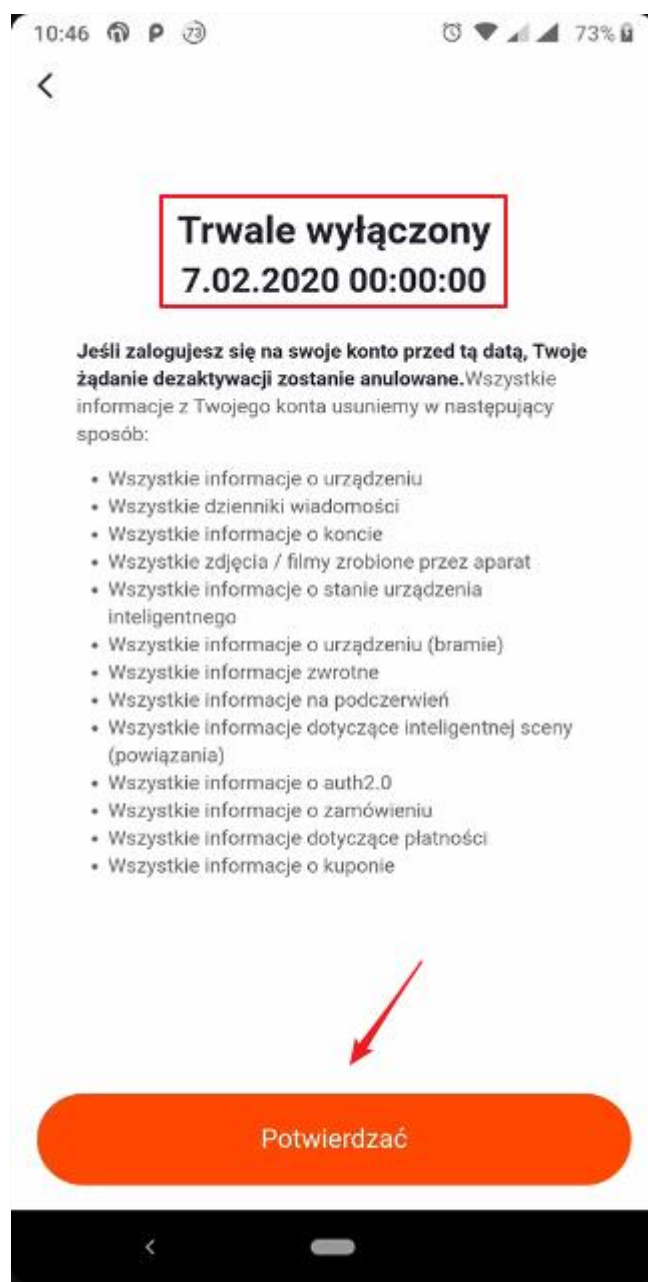 10:46 P 73 73%
Trwale wyłączony
7.02.2020 00:00:00
Jeśli zalogujesz się na swoje konto przed tą datą, Twoje
żądanie dezaktywacji zostanie anulowane.Wszystkie
informacje z Twojego konta usuniemy w następujący
sposób:
• Wszystkie informacje o urządzeniu
• Wszystkie dzienniki wiadomości
• Wszystkie informacje o koncie
• Wszystkie zdjęcia / filmy zrobione przez aparat
• Wszystkie informacje o stanie urządzenia
inteligentnego
• Wszystkie informacje o urządzeniu (bramie)
• Wszystkie informacje zwrotne
• Wszystkie informacje na podczerwień
• Wszystkie informacje dotyczące inteligentnej sceny
(powiązania)
• Wszystkie informacje o auth2.0
• Wszystkie informacje o zamówieniu
• Wszystkie informacje dotyczące płatności
• Wszystkie informacje o kuponie
Potwierdzać